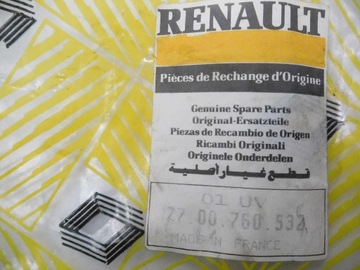 RENAULT
Pièces de Rechange d'Origine
Genuine Spare Parts
Original-Ersatzteile
Piezas de Recambio de Origen
Ricambi Originali
Originele Onderdelen
قطع غيار أصلية
01 UV
77.00.760.532
MADE IN FRANCE